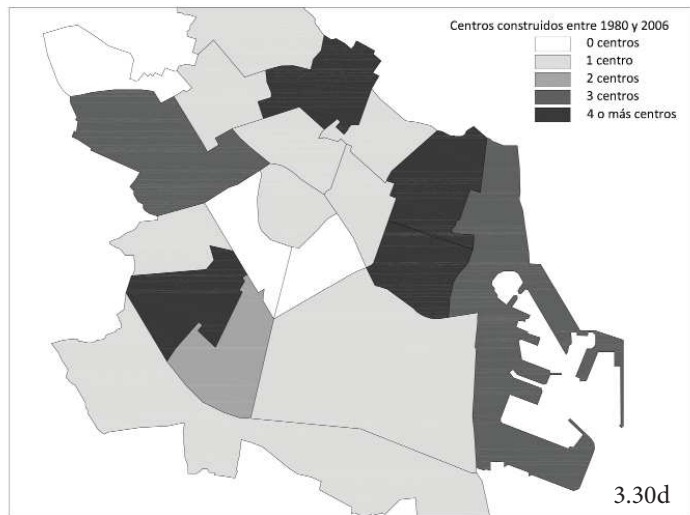 Centros construidos entre 1980 y 2006
0 centros
1 centro
2 centros
3 centros
4 o más centros
3.30d